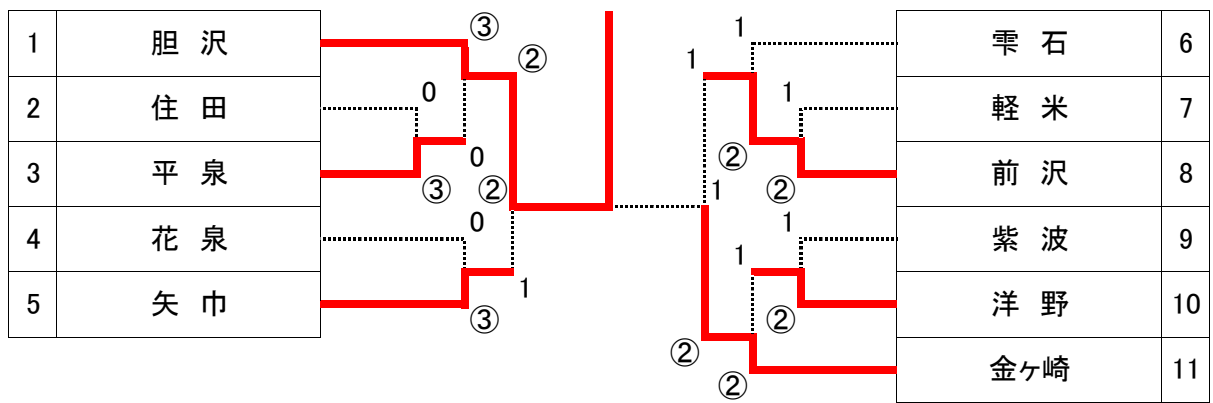 1 胆 沢
2 住 田
3 平 泉
4 花 泉
5 矢 巾
③
②
0
0
③
②
0
1
③
1
1
1
②
②
1
1
1
②
②
②
雫 石 6
軽 米 7
前 沢 8
紫 波 9
洋 野 10
金ヶ崎 11